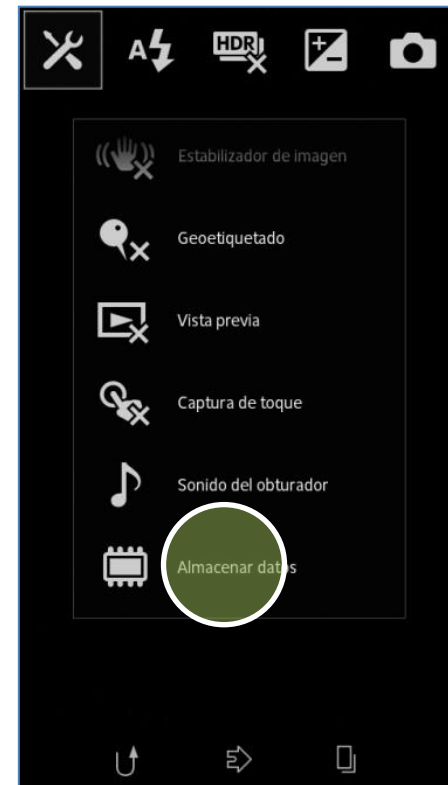 A
HDR
Estabilizador de imagen
Geoetiquetado
Vista previa
Captura de toque
Sonido del obturador
Almacenar datos